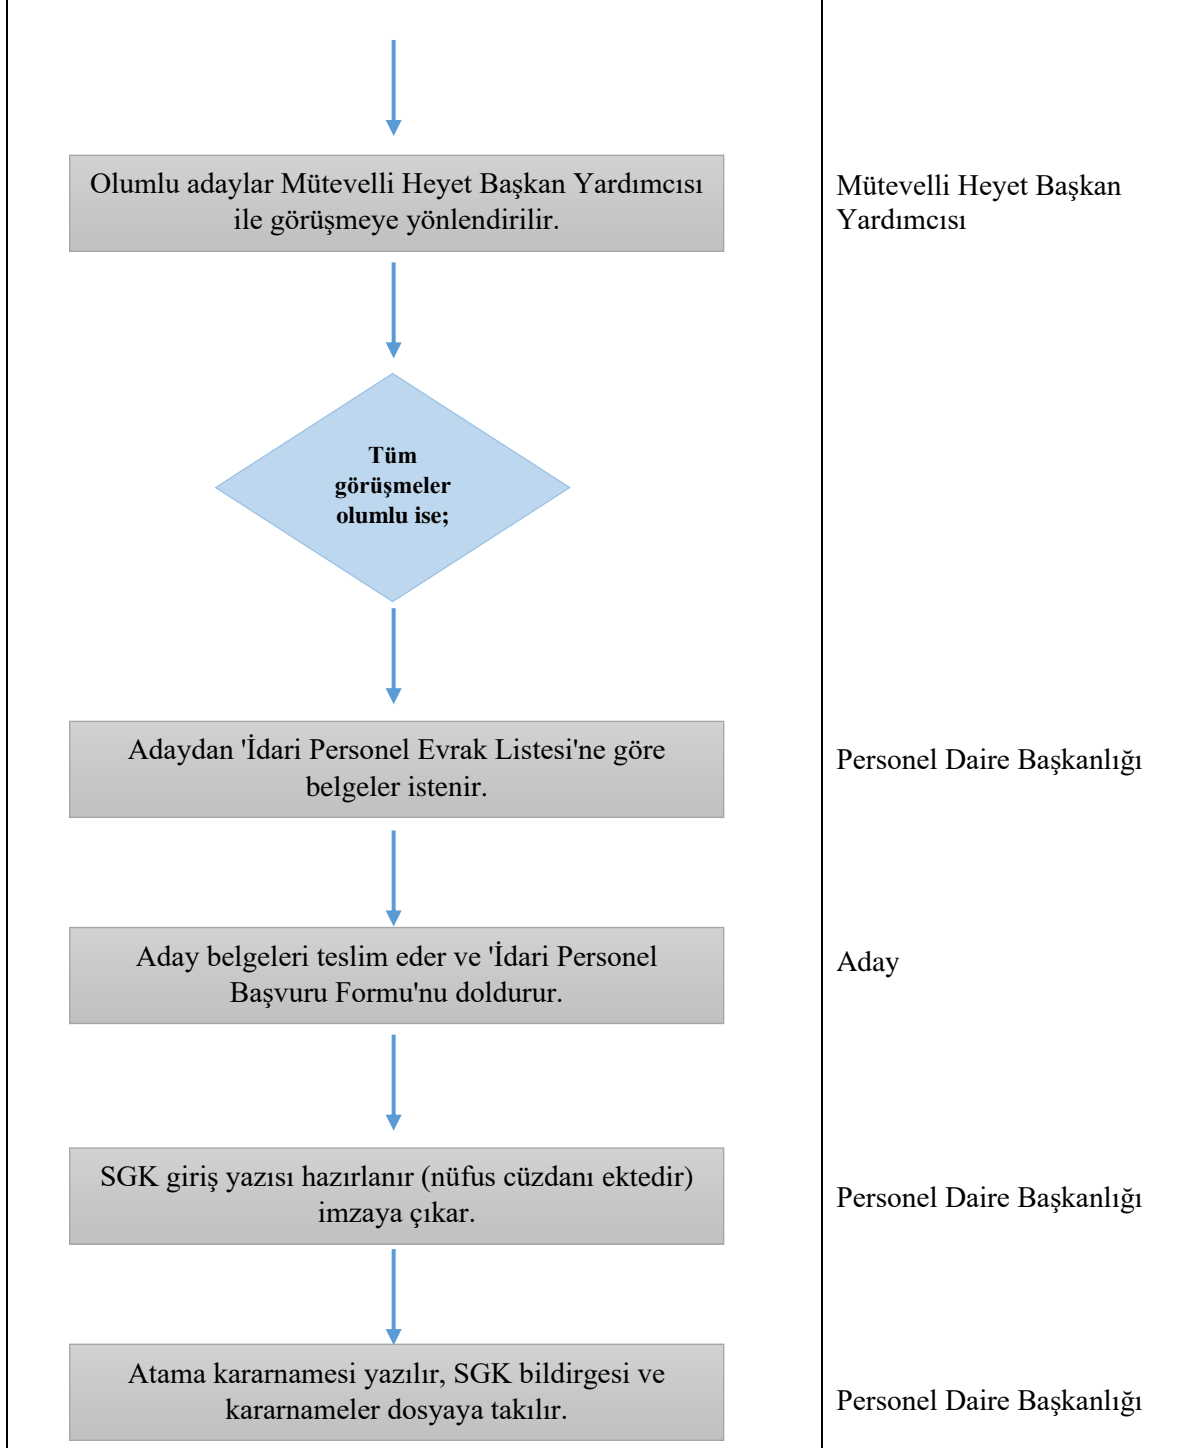 Olumlu adaylar Mütevelli Heyet Başkan Yardımcısı
ile görüşmeye yönlendirilir.
Mütevelli Heyet Başkan
Yardımcısı
Tüm
görüşmeler
olumlu ise;
Adaydan 'İdari Personel Evrak Listesi'ne göre
belgeler istenir.
Personel Daire Başkanlığı
Aday belgeleri teslim eder ve 'İdari Personel
Başvuru Formu'nu doldurur.
Aday
SGK giriş yazısı hazırlanır (nüfus cüzdanı ektedir)
imzaya çıkar.
Personel Daire Başkanlığı
Atama kararnamesi yazılır, SGK bildirgesi ve
kararnameler dosyaya takılır.
Personel Daire Başkanlığı